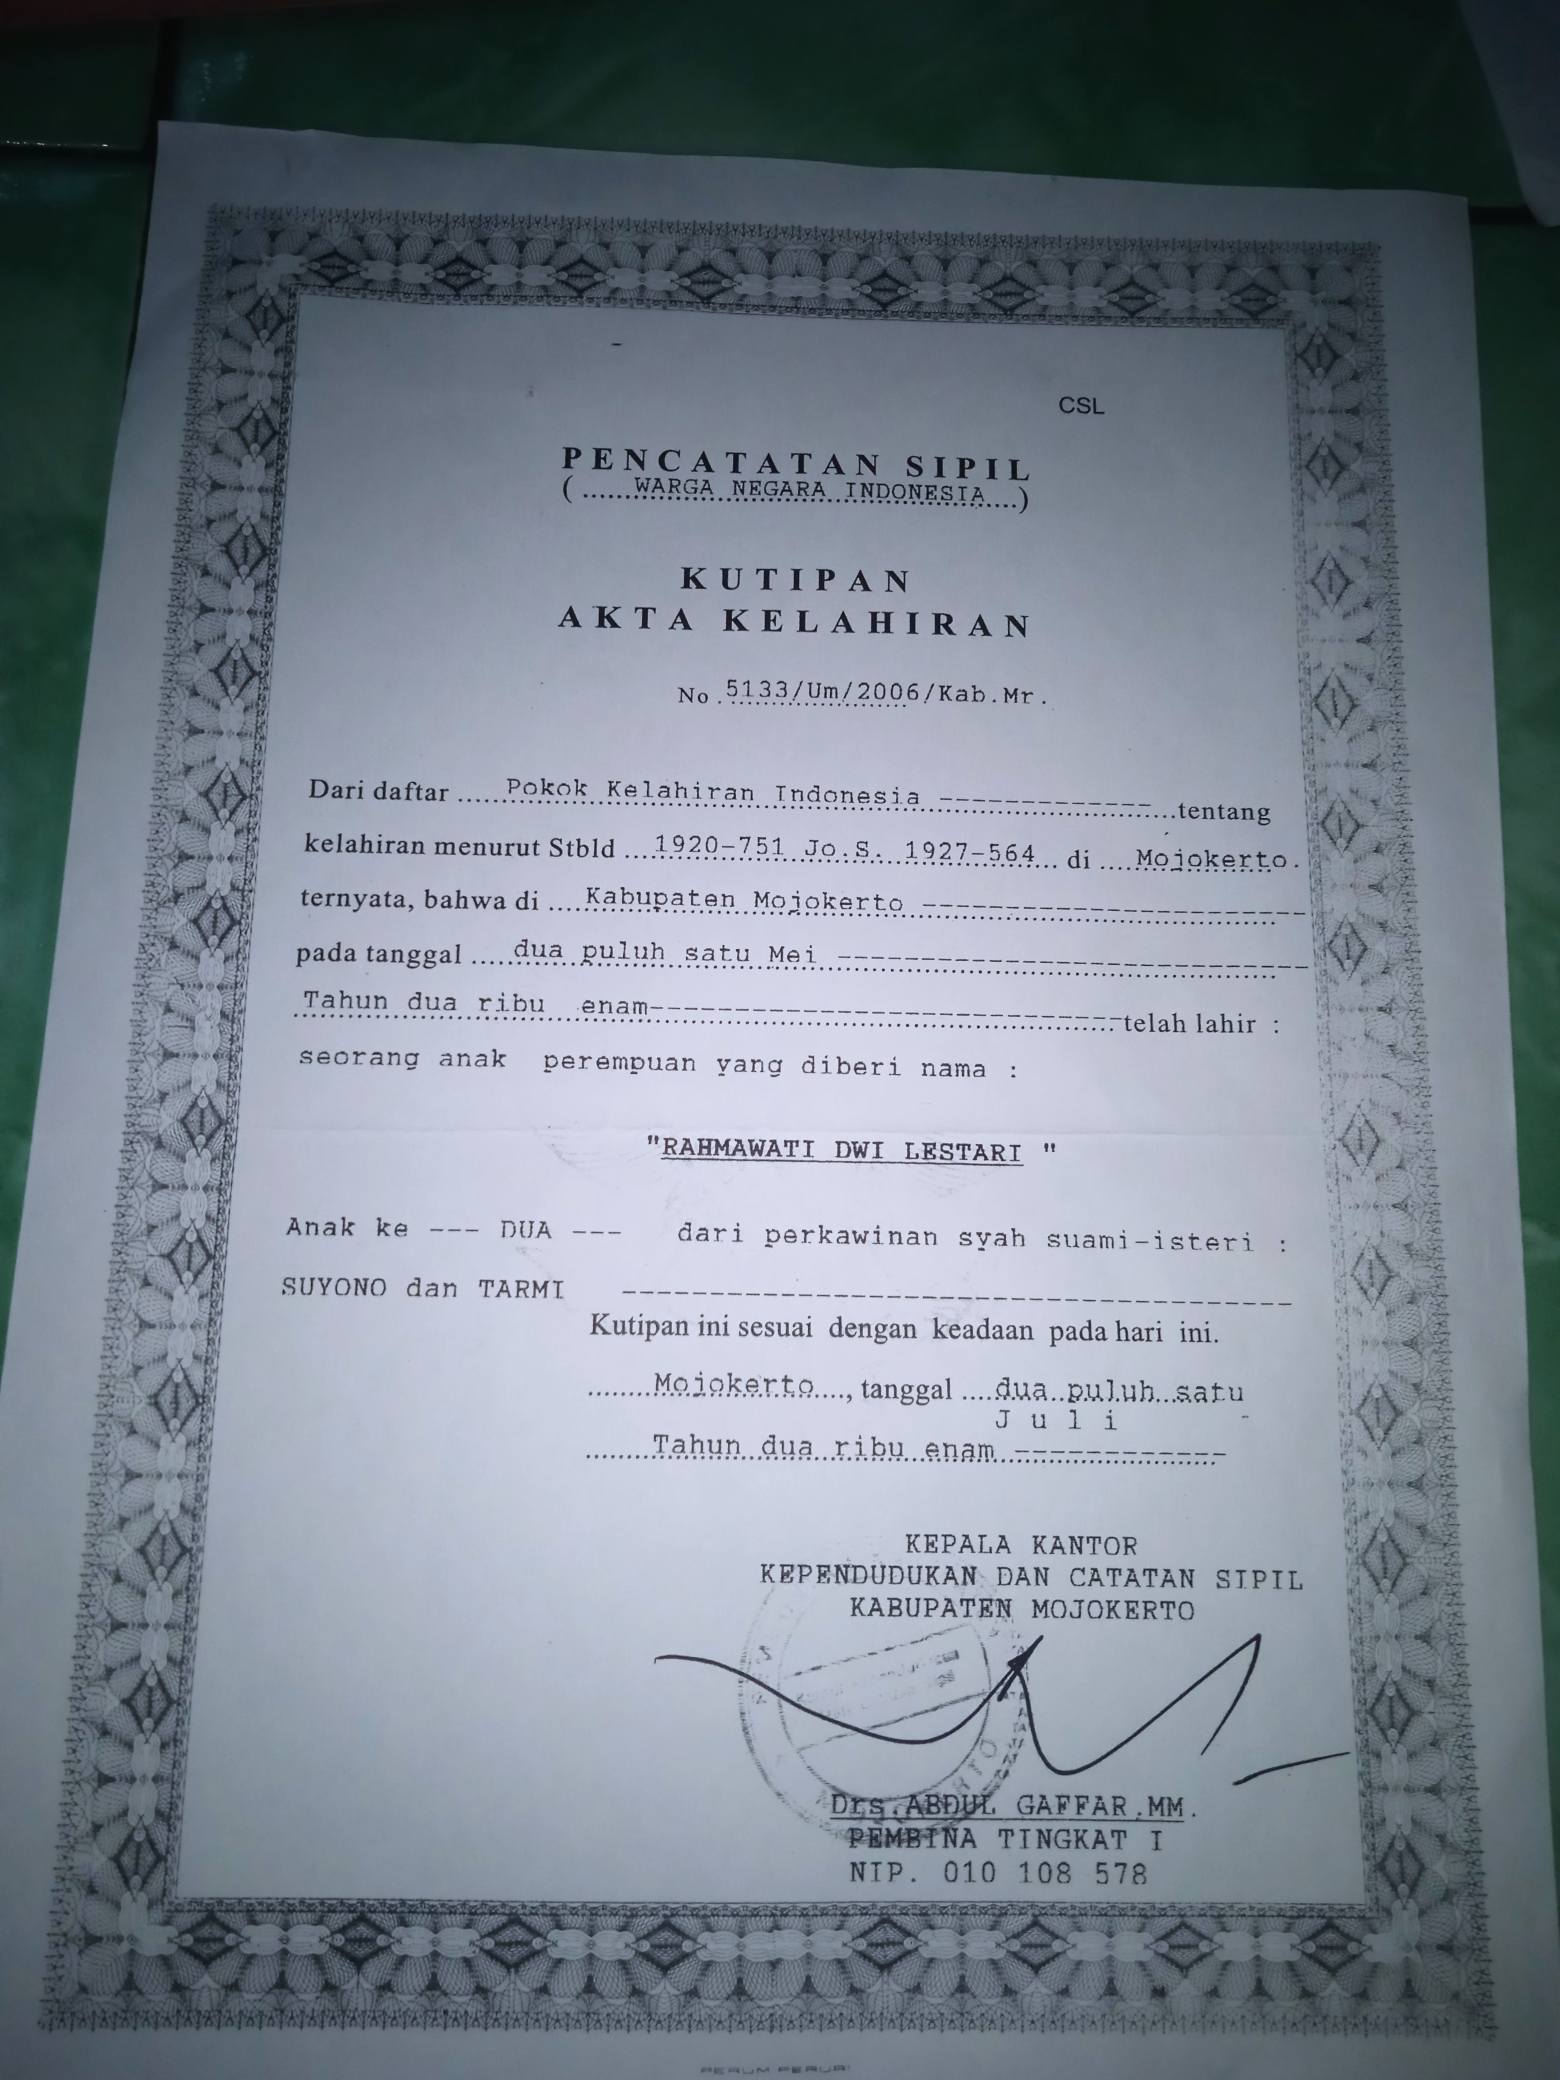 CSL
PENCATATAN SIPIL
(.....WARGA NEGARA INDONESIA....)
KUTIPAN
AKTA KELAHIRAN
No. 5133/Um/2006/Kab.Mr.
Dari daftar ..... Pokok Kelahiran Indonesia ------------- ...tentang
kelahiran menurut Stbld ... 1920-751 Jo.S. 1927-564 ... di .... Mojokerto.
ternyata, bahwa di .... Kabupaten Mojokerto -----------------------
pada tanggal ..... dua puluh satu Mei -----------------------------
Tahun dua ribu enam-----------------------------telah lahir :
seorang anak perempuan yang diberi nama :
"RAHMAWATI DWI LESTARI "
Anak ke --- DUA --- dari perkawinan syah suami-isteri :
SUYONO dan TARMI --------------------------------------
Kutipan ini sesuai dengan keadaan pada hari ini.
........Mojokerto...., tanggal ....dua puluh satu
Juli -
........Tahun dua ribu enam -------------
KEPALA KANTOR
KEPENDUDUKAN DAN CATATAN SIPIL
KABUPATEN MOJOKERTO
Drs.ABDUL GAFFAR.MM.
PEMBINA TINGKAT I
NIP. 010 108 578
PERUM PERURI